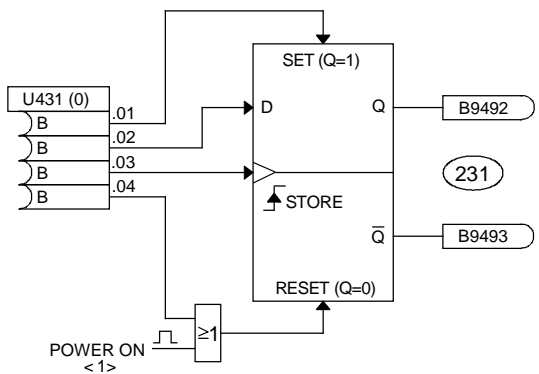 SET (Q=1)
U431 (0)
B .01
B .02
B .03
B .04
D
Q
B9492
231
STORE
Q̅
B9493
RESET (Q=0)
≥1
POWER ON
<1>